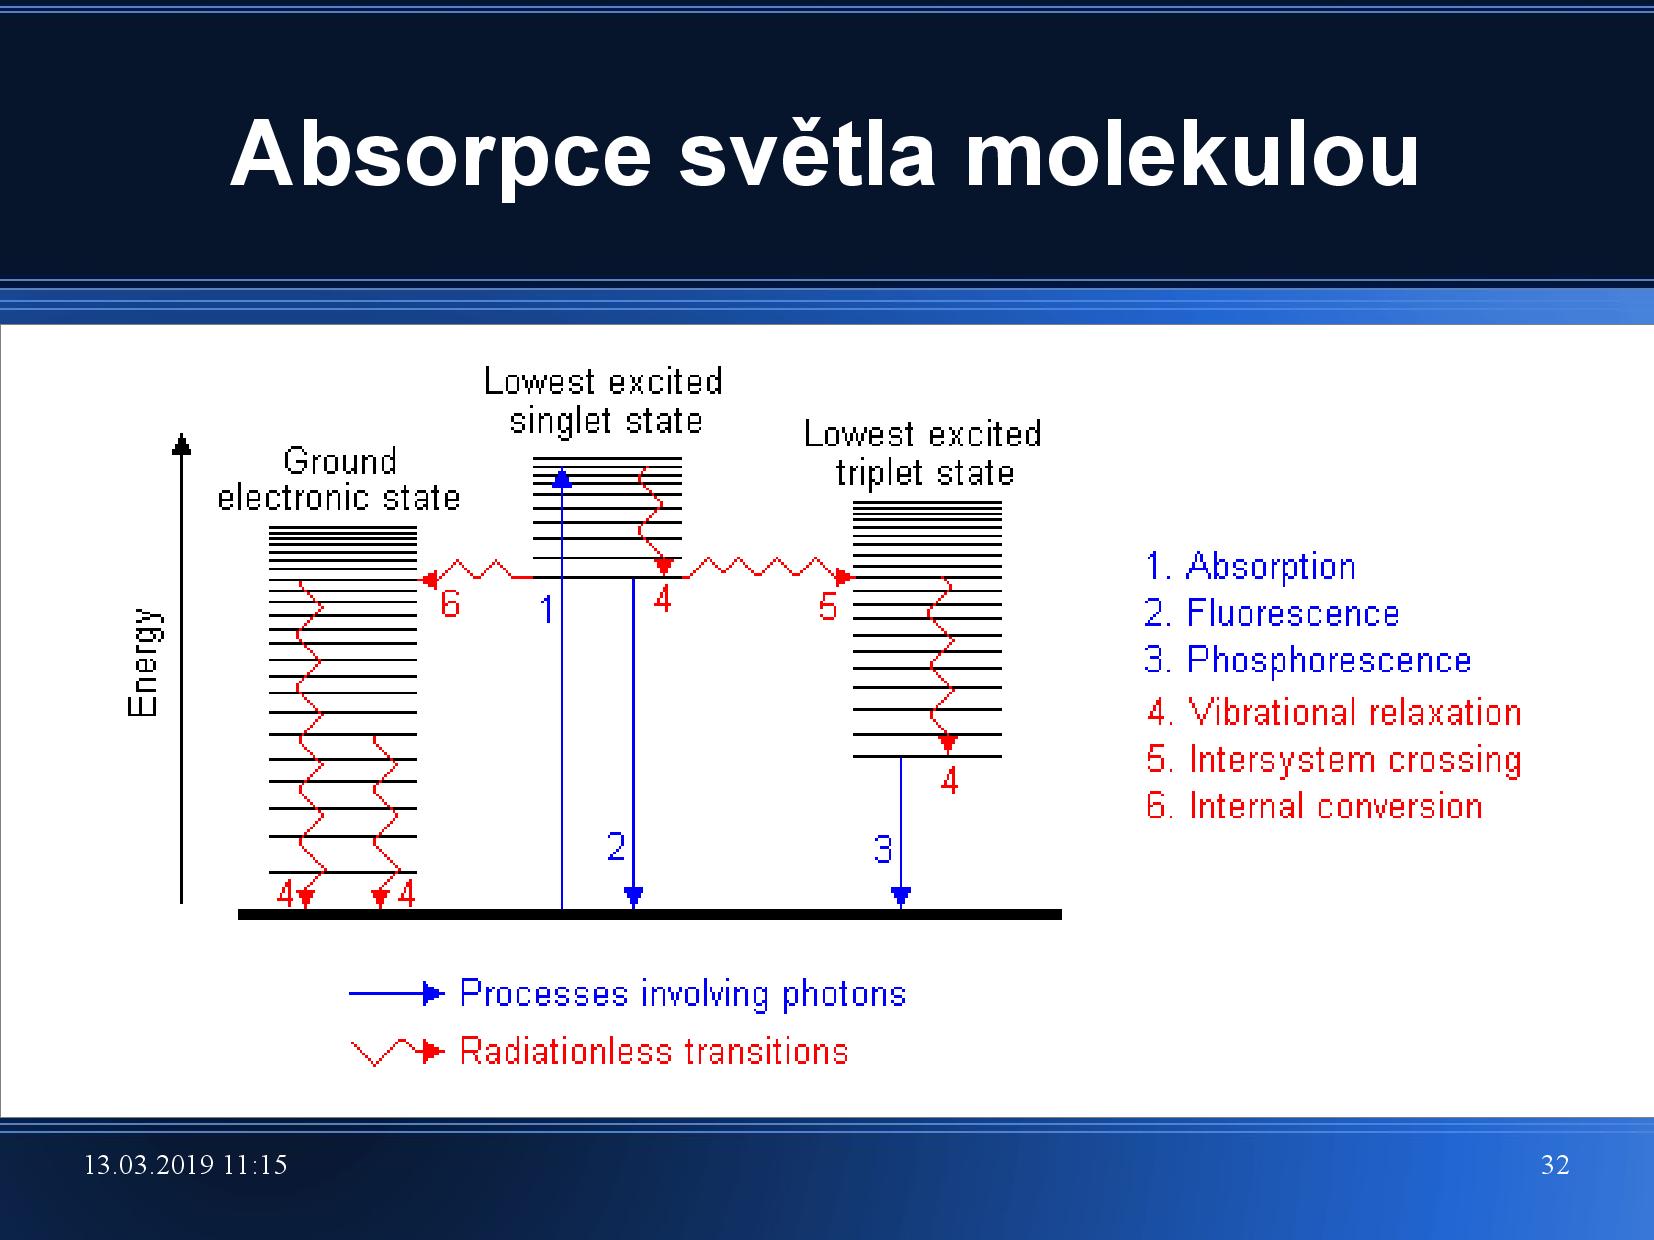 Absorpce světla molekulou
Lowest excited
singlet state
Lowest excited
triplet state
Ground
electronic state
Energy
6
1
4
5
4
2
3
4
4
1. Absorption
2. Fluorescence
3. Phosphorescence
4. Vibrational relaxation
5. Intersystem crossing
6. Internal conversion
Processes involving photons
Radiationless transitions
13.03.2019 11:15
32